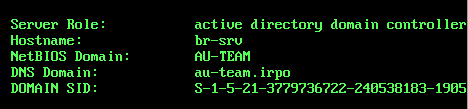 Server Role: active directory domain controller
Hostname: br-srv
NetBIOS Domain: AU-TEAM
DNS Domain: au-team.irpo
DOMAIN SID: S-1-5-21-3779736722-240538183-1905